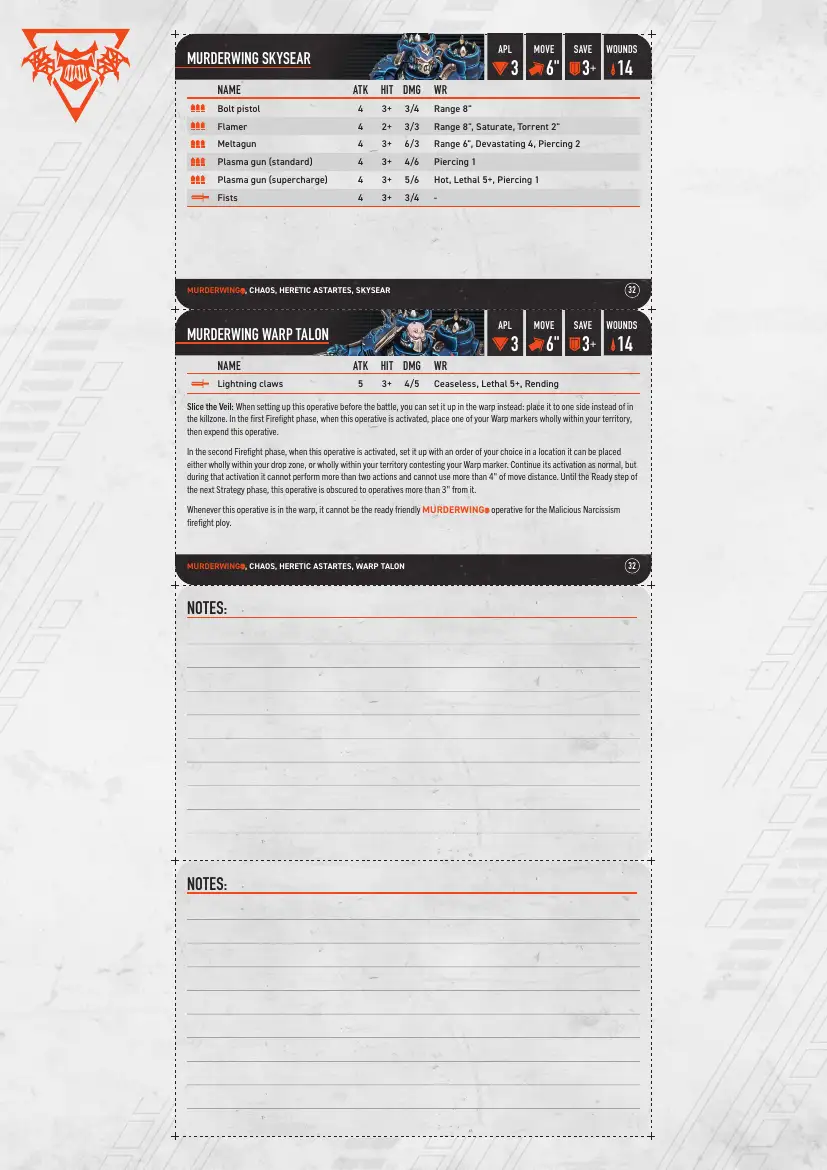 MURDERWING SKYSEAR
APL MOVE SAVE WOUNDS
3 6" 3+ 14
NAME ATK HIT DMG WR
Bolt pistol 4 3+ 3/4 Range 8"
Flamer 4 2+ 3/3 Range 8", Saturate, Torrent 2"
Meltagun 4 3+ 6/3 Range 6", Devastating 4, Piercing 2
Plasma gun (standard) 4 3+ 4/6 Piercing 1
Plasma gun (supercharge) 4 3+ 5/6 Hot, Lethal 5+, Piercing 1
Fists 4 3+ 3/4 -
MURDERWING, CHAOS, HERETIC ASTARTES, SKYSEAR 32
MURDERWING WARP TALON
APL MOVE SAVE WOUNDS
3 6" 3+ 14
NAME ATK HIT DMG WR
Lightning claws 5 3+ 4/5 Ceaseless, Lethal 5+, Rending
Slice the Veil: When setting up this operative before the battle, you can set it up in the warp instead: place it to one side instead of in
the killzone. In the first Firefight phase, when this operative is activated, place one of your Warp markers wholly within your territory,
then expend this operative.
In the second Firefight phase, when this operative is activated, set it up with an order of your choice in a location it can be placed
either wholly within your drop zone, or wholly within your territory contesting your Warp marker. Continue its activation as normal, but
during that activation it cannot perform more than two actions and cannot use more than 4" of move distance. Until the Ready step of
the next Strategy phase, this operative is obscured to operatives more than 3" from it.
Whenever this operative is in the warp, it cannot be the ready friendly MURDERWING operative for the Malicious Narcissism
firefight ploy.
MURDERWING, CHAOS, HERETIC ASTARTES, WARP TALON 32
NOTES:
NOTES: